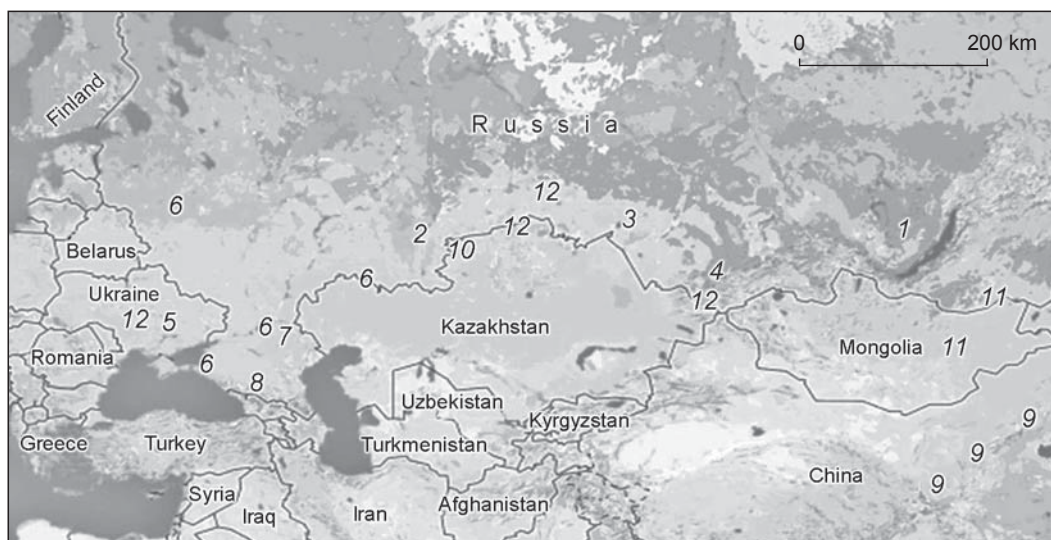 0 200 km
Finland
Russia
12
6
12 3
2 10
1
Belarus
4
Ukraine
6
12
11
12 5
6 7
Kazakhstan
Mongolia 11
Romania
6
8
Uzbekistan
Kyrgyzstan
9
Greece Turkey
Turkmenistan
9
China
Syria
Afghanistan
9
Iraq
Iran